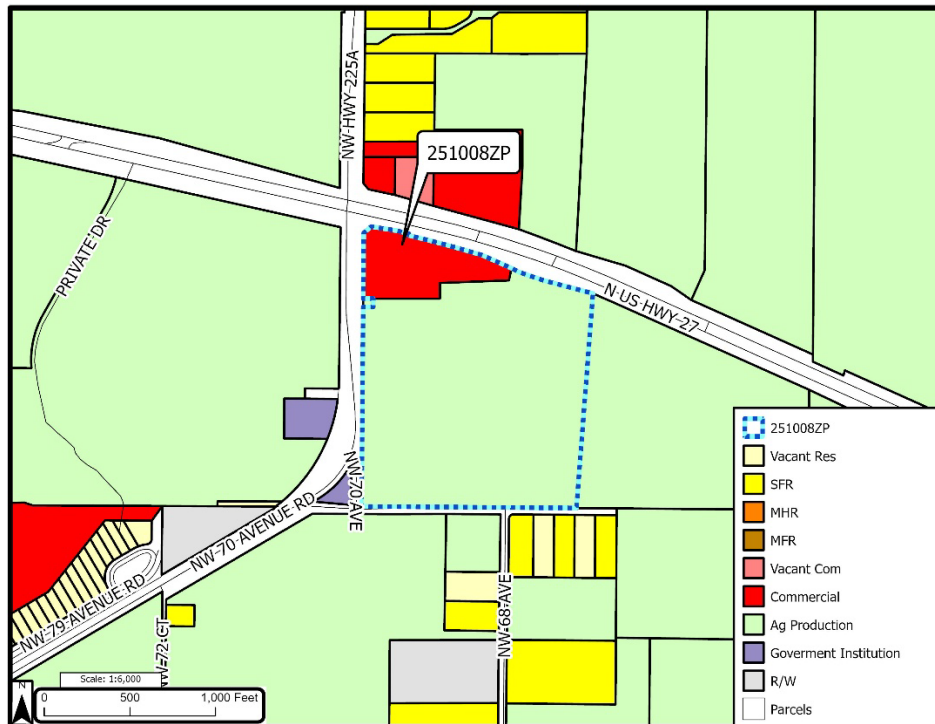 NW HWY 225A
251008ZP
PRIVATE DR
N US HWY 27
NW 70 AVE
NW 70 AVENUE RD
NW 79 AVENUE RD
NW 72 CT
NW 68 AVE
251008ZP
Vacant Res
SFR
MHR
MFR
Vacant Com
Commercial
Ag Production
Goverment Institution
R/W
Parcels
N
Scale: 1:6,000
0 500 1,000 Feet